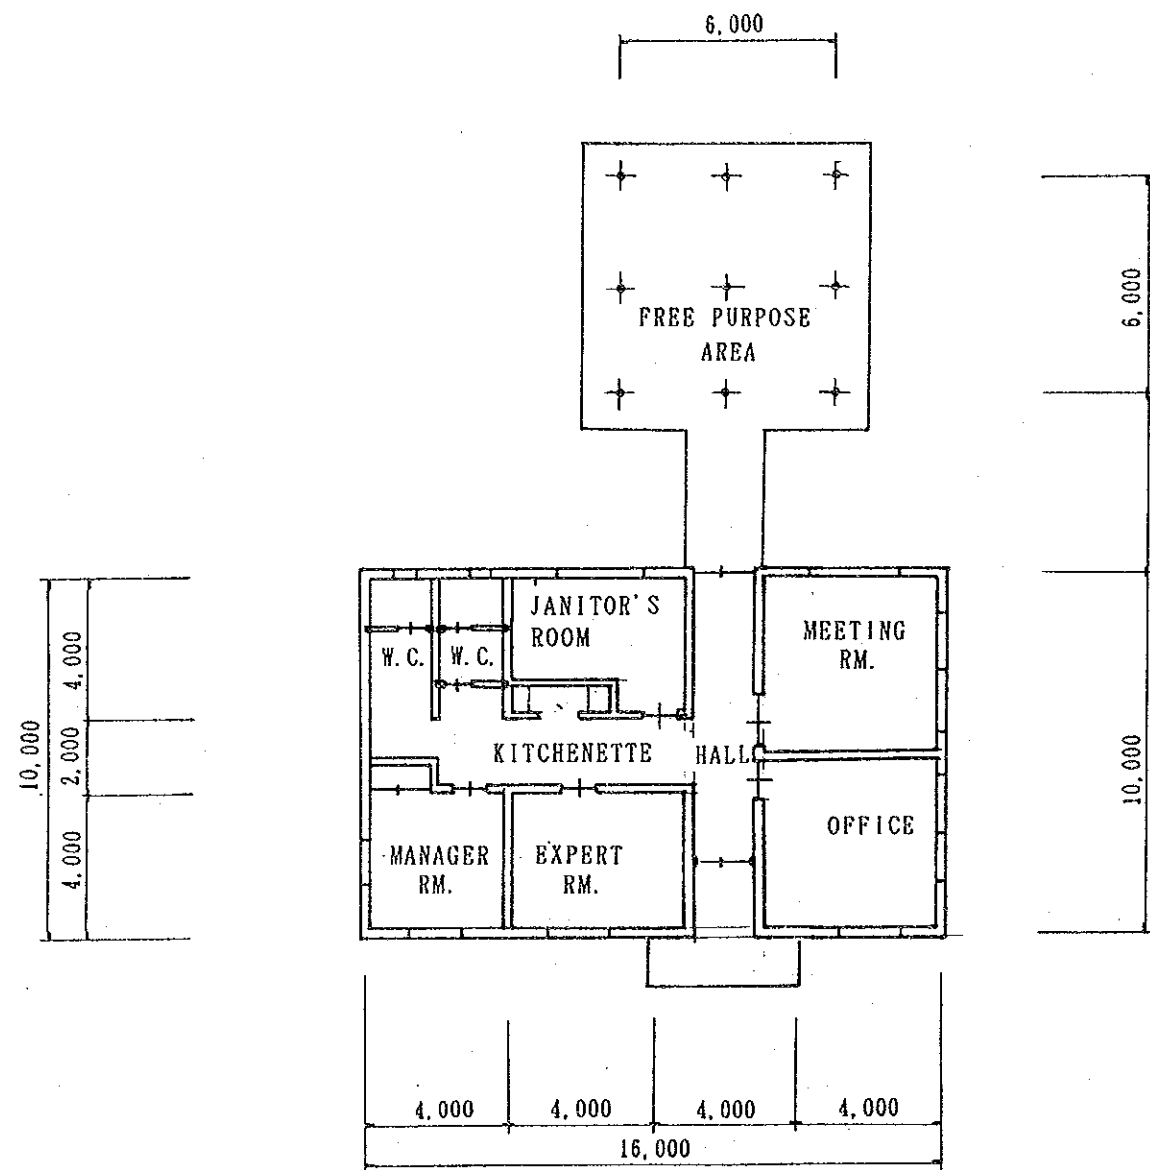 6,000
FREE PURPOSE
AREA
6,000
JANITOR'S
ROOM
MEETING
RM.
W.C.
W.C.
4,000
2,000
10,000
4,000
KITCHENETTE
HALL
10,000
OFFICE
MANAGER
RM.
EXPERT
RM.
4,000
4,000
4,000
4,000
16,000